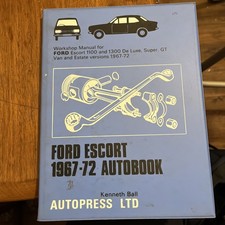 Workshop Manual for
FORD Escort 1100 and 1300 De Luxe, Super, GT
Van and Estate versions 1967-72
FORD ESCORT
1967-72 AUTOBOOK
Kenneth Ball
AUTOPRESS LTD